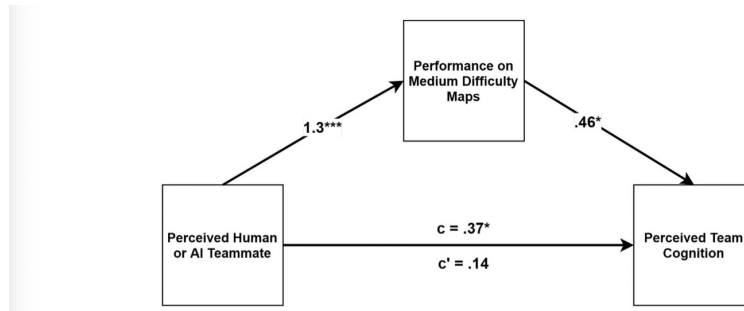 Performance on
Medium Difficulty
Maps
1.3***
.46*
Perceived Human
or AI Teammate
c = .37*
c' = .14
Perceived Team
Cognition